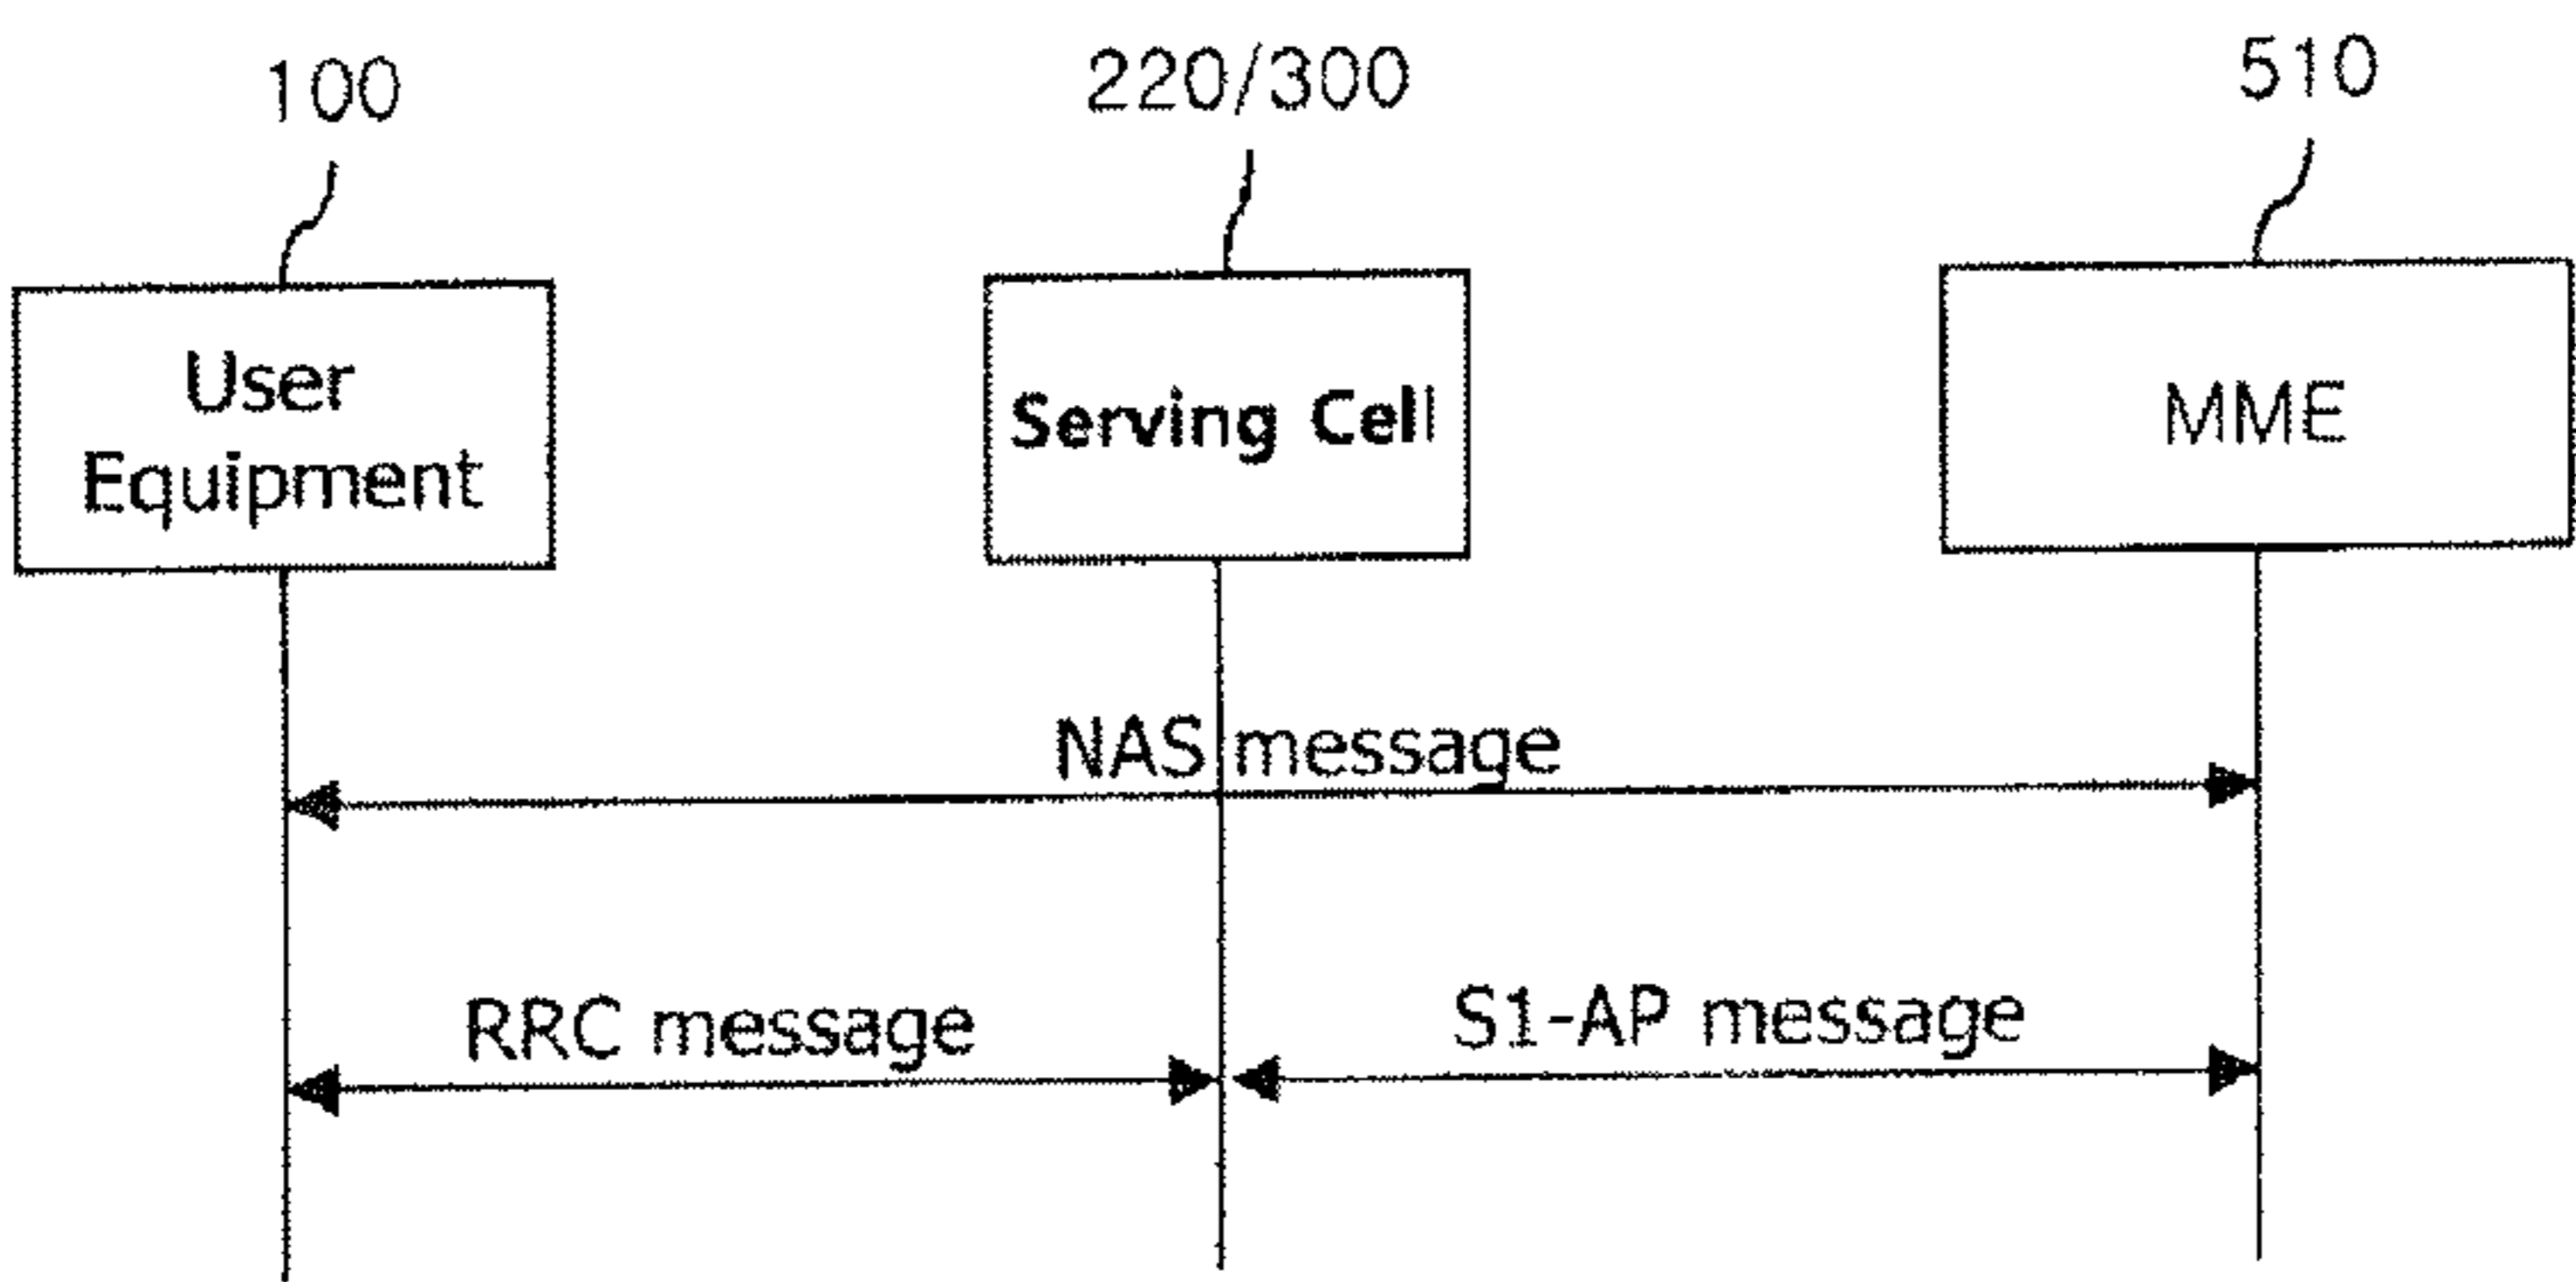 100
220/300
510
User
Equipment
Serving Cell
MME
NAS message
RRC message
S1-AP message